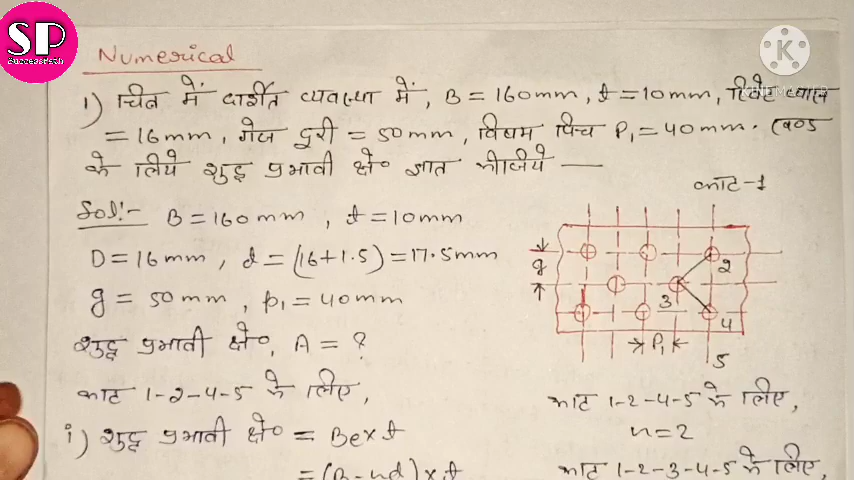 SP
Successtech
KINEMASTER
Numerical
1) चित्र में दर्शित व्यवस्था में, B = 160mm, t = 10mm, रिवेट व्यास
= 16mm, गेज दूरी = 50mm, विषम पिच P₁ = 40mm. खण्ड
के लिये शुद्ध प्रभावी क्षे० ज्ञात कीजिये —
काट-1
Sol:- B = 160mm, t = 10mm
D = 16mm, d = (16+1.5) = 17.5mm
g = 50mm, p₁ = 40mm
शुद्ध प्रभावी क्षे०, A = ?
काट 1-2-4-5 के लिए,
i) शुद्ध प्रभावी क्षे० = Be×t
= (B-nd)×t
g
2
3
4
P₁
5
काट 1-2-4-5 के लिए,
n=2
काट 1-2-3-4-5 के लिए,